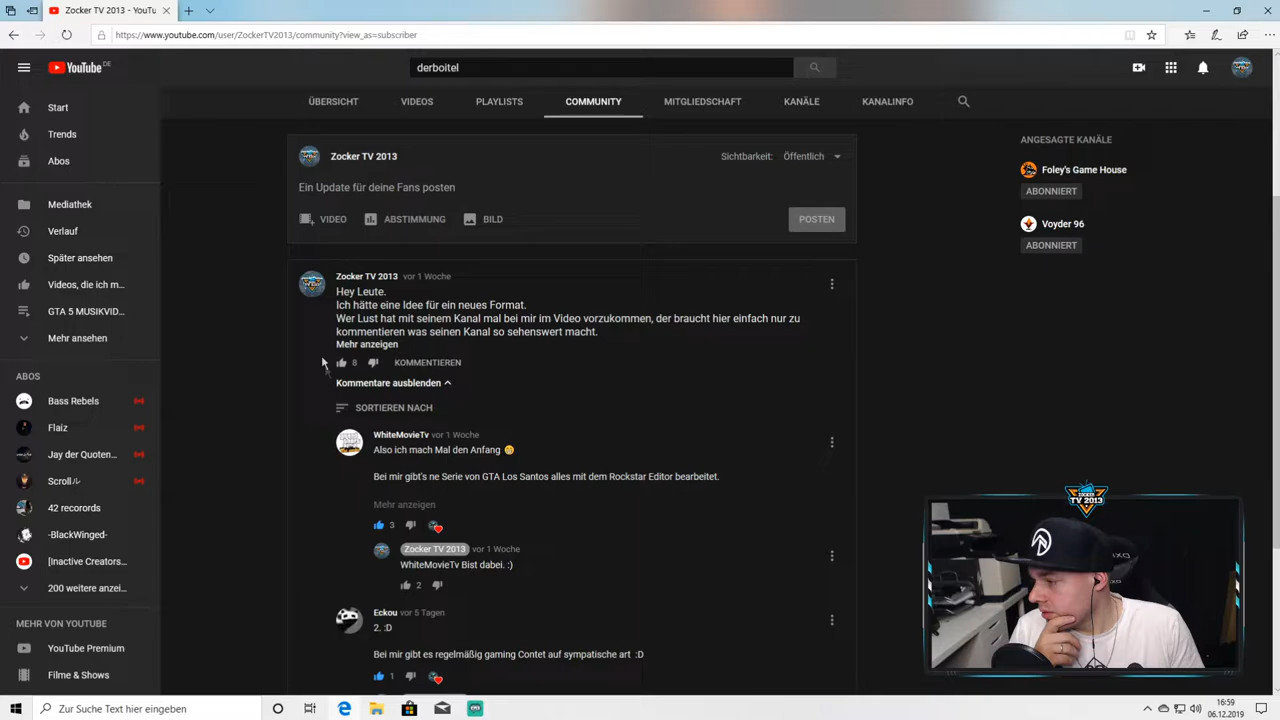 Zocker TV 2013 - YouTu
https://www.youtube.com/user/ZockerTV2013/community?view_as=subscriber
YouTube DE
derboitel
ÜBERSICHT VIDEOS PLAYLISTS COMMUNITY MITGLIEDSCHAFT KANÄLE KANALINFO
Start
Trends
Abos
Mediathek
Verlauf
Später ansehen
Videos, die ich m...
GTA 5 MUSIKVID...
Mehr ansehen
ABOS
Bass Rebels
Flaiz
Jay der Quoten...
Scroll
42 recorords
-BlackWinged-
[Inactive Creators...
200 weitere anzei...
MEHR VON YOUTUBE
YouTube Premium
Filme & Shows
Zocker TV 2013
Sichtbarkeit: Öffentlich
Ein Update für deine Fans posten
VIDEO ABSTIMMUNG BILD POSTEN
Zocker TV 2013 vor 1 Woche
Hey Leute.
Ich hätte eine Idee für ein neues Format.
Wer Lust hat mit seinem Kanal mal bei mir im Video vorzukommen, der braucht hier einfach nur zu
kommentieren was seinen Kanal so sehenswert macht.
Mehr anzeigen
8 KOMMENTIEREN
Kommentare ausblenden
SORTIEREN NACH
WhiteMovieTv vor 1 Woche
Also ich mach Mal den Anfang
Bei mir gibt's ne Serie von GTA Los Santos alles mit dem Rockstar Editor bearbeitet.
Mehr anzeigen
3
Zocker TV 2013 vor 1 Woche
WhiteMovieTv Bist dabei. :)
2
Eckou vor 5 Tagen
2. :D
Bei mir gibt es regelmäßig gaming Contet auf sympatische art :D
1
ANGESAGTE KANÄLE
Foley's Game House
ABONNIERT
Voyder 96
ABONNIERT
ZOCKER
TV 2013
Zur Suche Text hier eingeben
16:59
06.12.2019